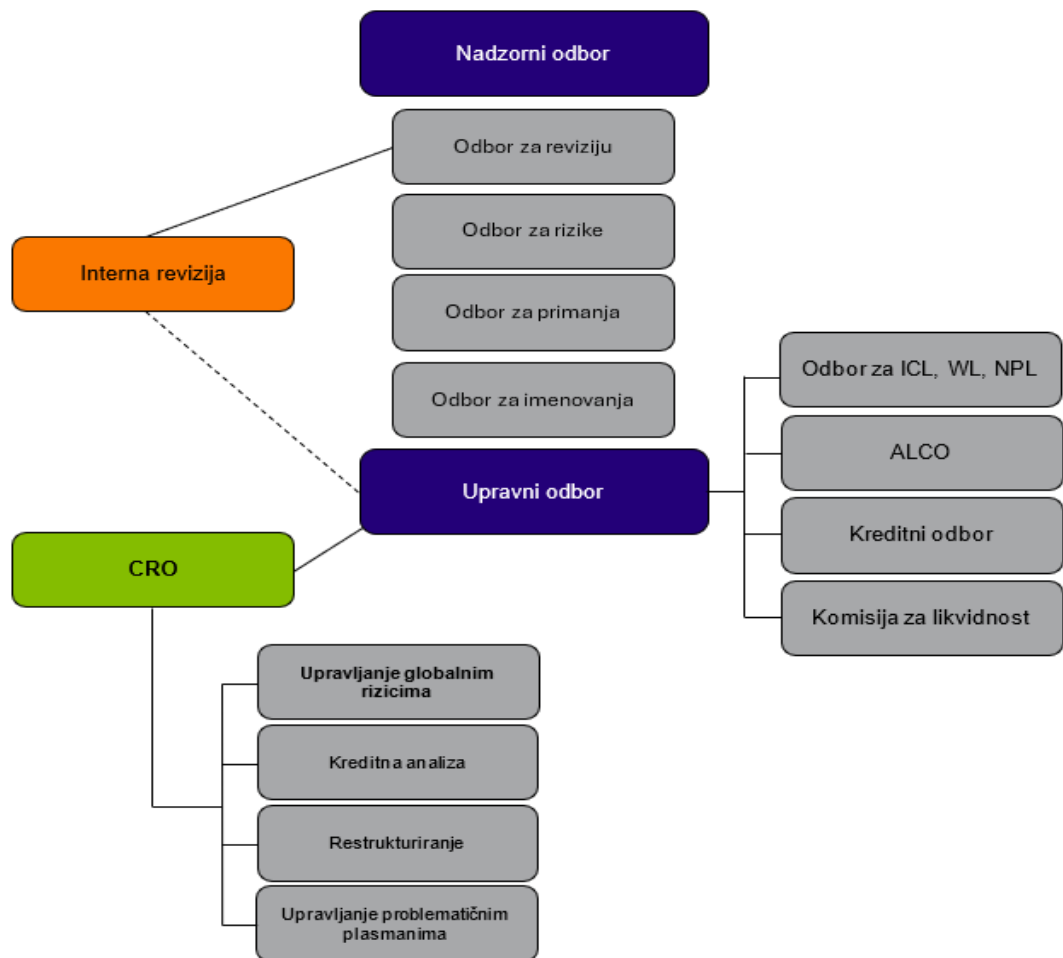 Nadzorni odbor
Odbor za reviziju
Odbor za rizike
Interna revizija
Odbor za primanja
Odbor za imenovanja
Odbor za ICL, WL, NPL
ALCO
Upravni odbor
Kreditni odbor
CRO
Komisija za likvidnost
Upravljanje globalnim
rizicima
Kreditna analiza
Restrukturiranje
Upravljanje problematičnim
plasmanima